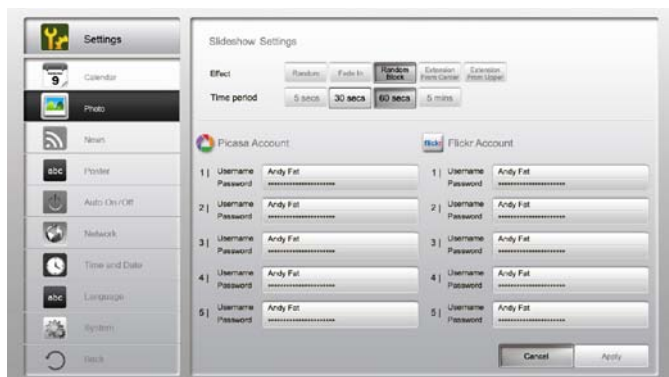 Settings
9
Calendar
Photo
News
abc
Poster
Auto On/Off
Network
Time and Date
abc
Language
System
Back
Slideshow Settings
Effect
Random
Fade In
Random Block
Extension From Center
Extension From Upper
Time period
5 secs
30 secs
60 secs
5 mins
Picasa Account
1| Username Andy Fat
Password ••••••••••••••••••••••
2| Username Andy Fat
Password ••••••••••••••••••••••
3| Username Andy Fat
Password ••••••••••••••••••••••
4| Username Andy Fat
Password ••••••••••••••••••••••
5| Username Andy Fat
Password ••••••••••••••••••••••
flickr Flickr Account
1| Username Andy Fat
Password ••••••••••••••••••••••
2| Username Andy Fat
Password ••••••••••••••••••••••
3| Username Andy Fat
Password ••••••••••••••••••••••
4| Username Andy Fat
Password ••••••••••••••••••••••
5| Username Andy Fat
Password ••••••••••••••••••••••
Cancel
Apply